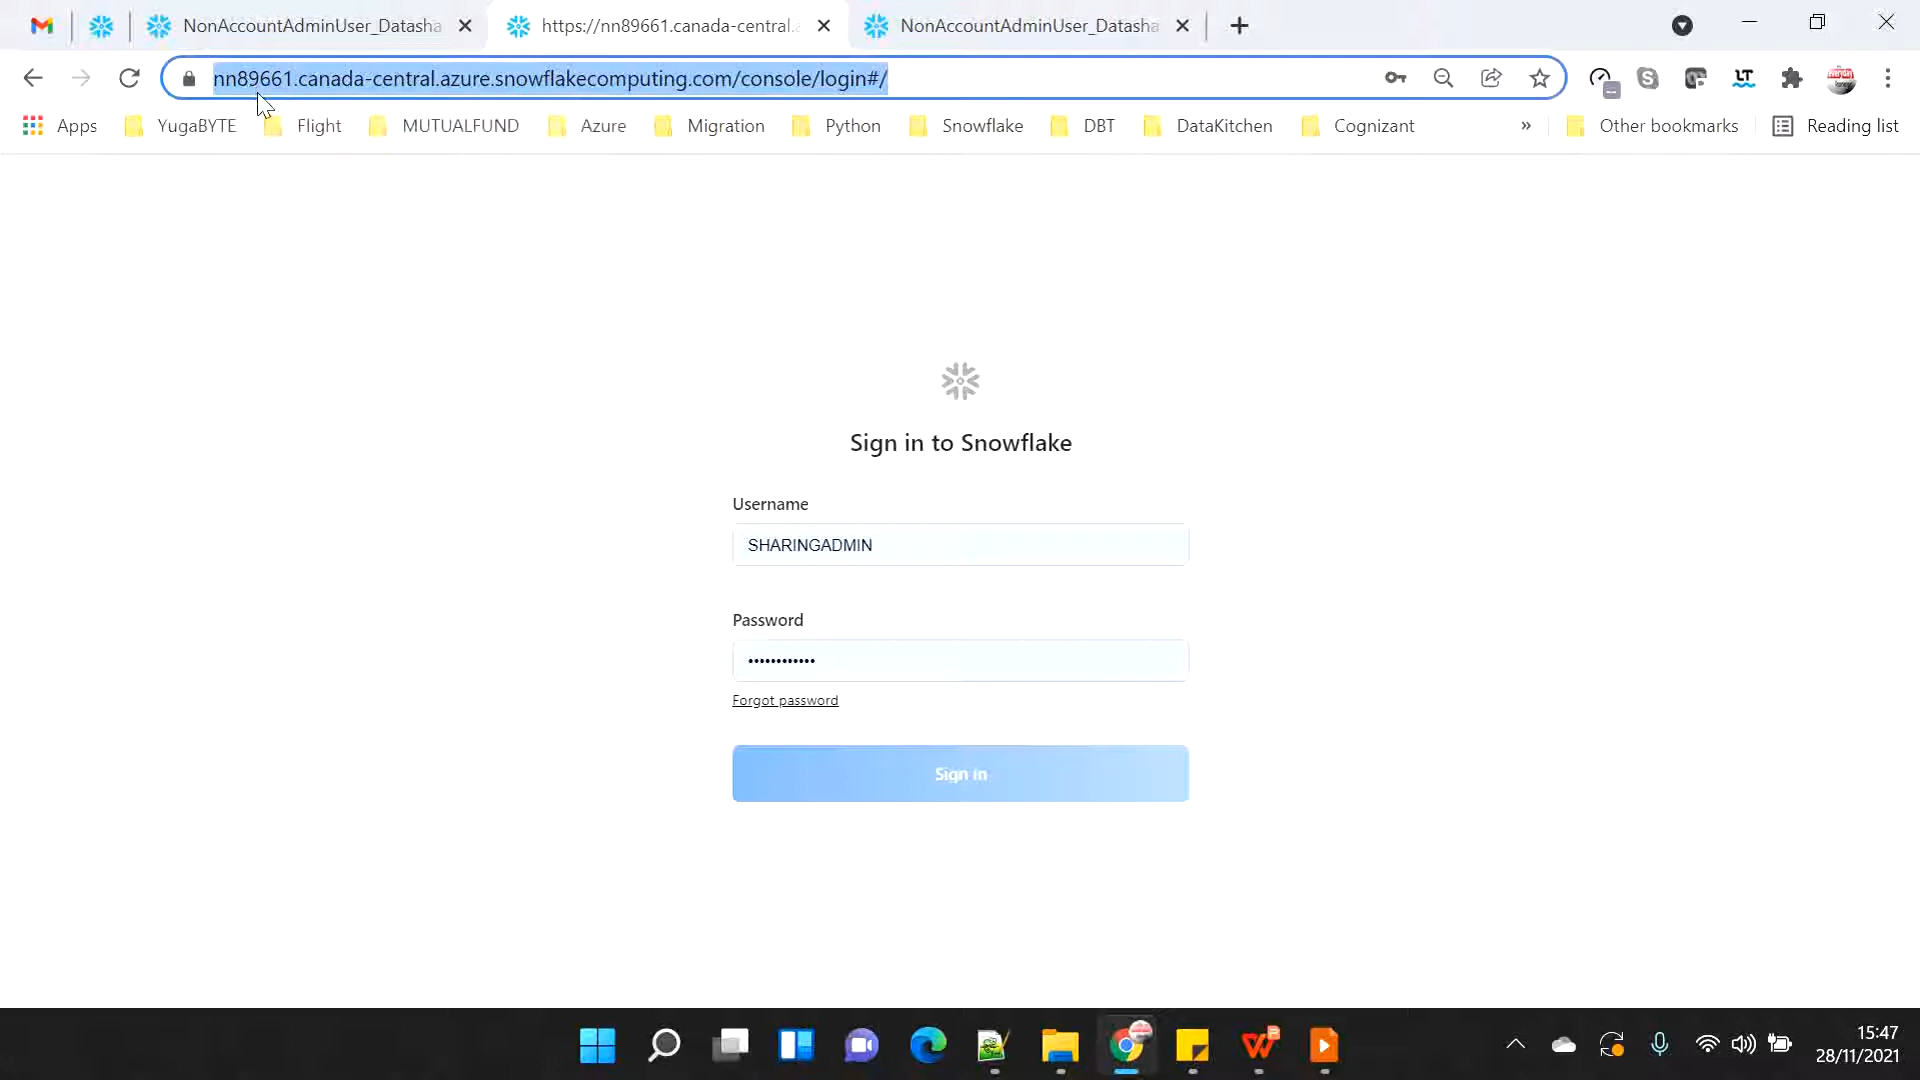 NonAccountAdminUser_Datasha
https://nn89661.canada-central.a
NonAccountAdminUser_Datasha
nn89661.canada-central.azure.snowflakecomputing.com/console/login#/
Apps
YugaBYTE
Flight
MUTUALFUND
Azure
Migration
Python
Snowflake
DBT
DataKitchen
Cognizant
»
Other bookmarks
Reading list
Sign in to Snowflake
Username
SHARINGADMIN
Password
••••••••••••
Forgot password
Sign in
15:47
28/11/2021